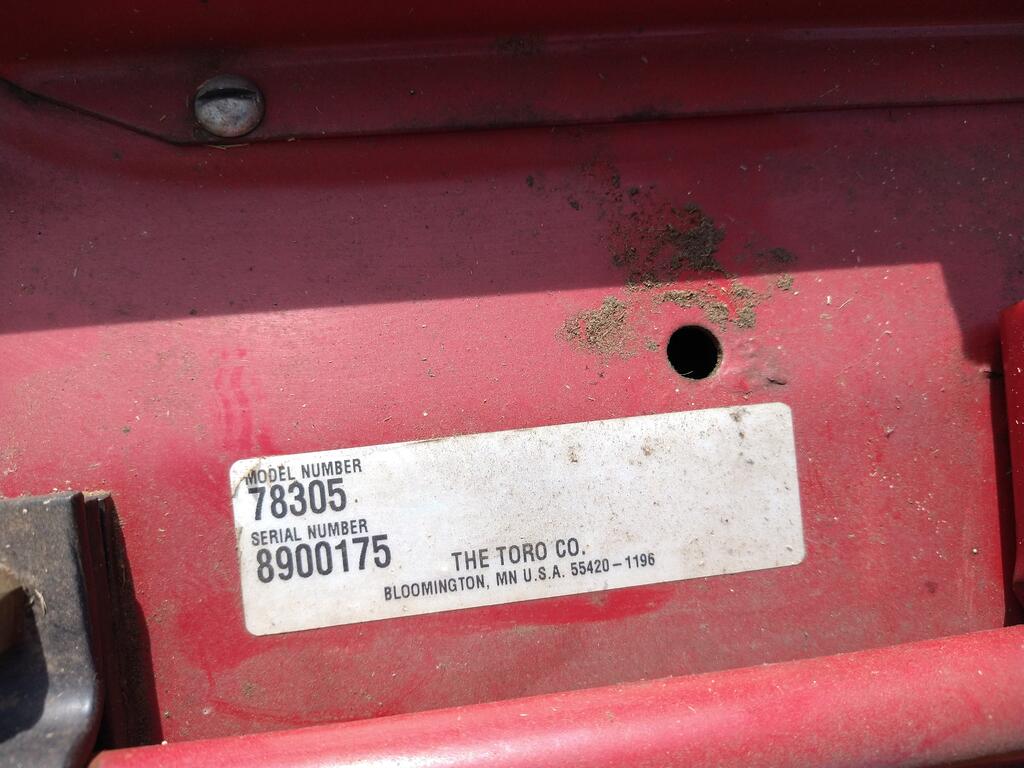 MODEL NUMBER
78305
SERIAL NUMBER
8900175
THE TORO CO.
BLOOMINGTON, MN U.S.A. 55420-1196